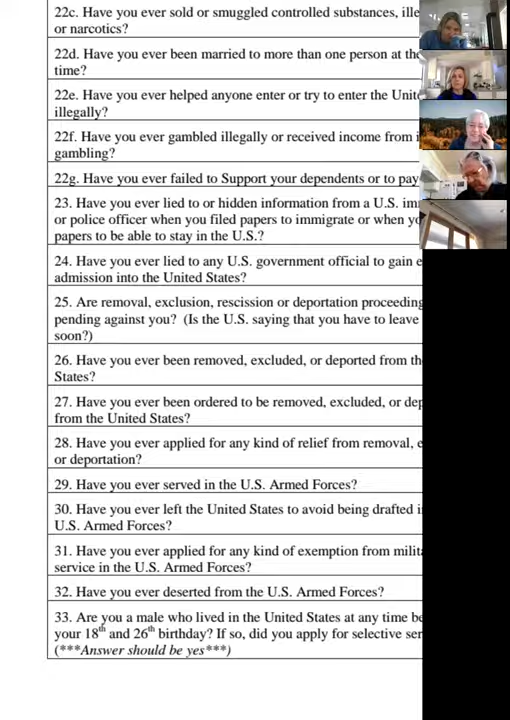 22c. Have you ever sold or smuggled controlled substances, ille
or narcotics?
22d. Have you ever been married to more than one person at the
time?
22e. Have you ever helped anyone enter or try to enter the Unite
illegally?
22f. Have you ever gambled illegally or received income from i
gambling?
22g. Have you ever failed to Support your dependents or to pay
23. Have you ever lied to or hidden information from a U.S. im
or police officer when you filed papers to immigrate or when yo
papers to be able to stay in the U.S.?
24. Have you ever lied to any U.S. government official to gain e
admission into the United States?
25. Are removal, exclusion, rescission or deportation proceeding
pending against you? (Is the U.S. saying that you have to leave
soon?)
26. Have you ever been removed, excluded, or deported from th
States?
27. Have you ever been ordered to be removed, excluded, or dep
from the United States?
28. Have you ever applied for any kind of relief from removal, e
or deportation?
29. Have you ever served in the U.S. Armed Forces?
30. Have you ever left the United States to avoid being drafted i
U.S. Armed Forces?
31. Have you ever applied for any kind of exemption from milita
service in the U.S. Armed Forces?
32. Have you ever deserted from the U.S. Armed Forces?
33. Are you a male who lived in the United States at any time be
your 18th and 26th birthday? If so, did you apply for selective ser
(***Answer should be yes***)